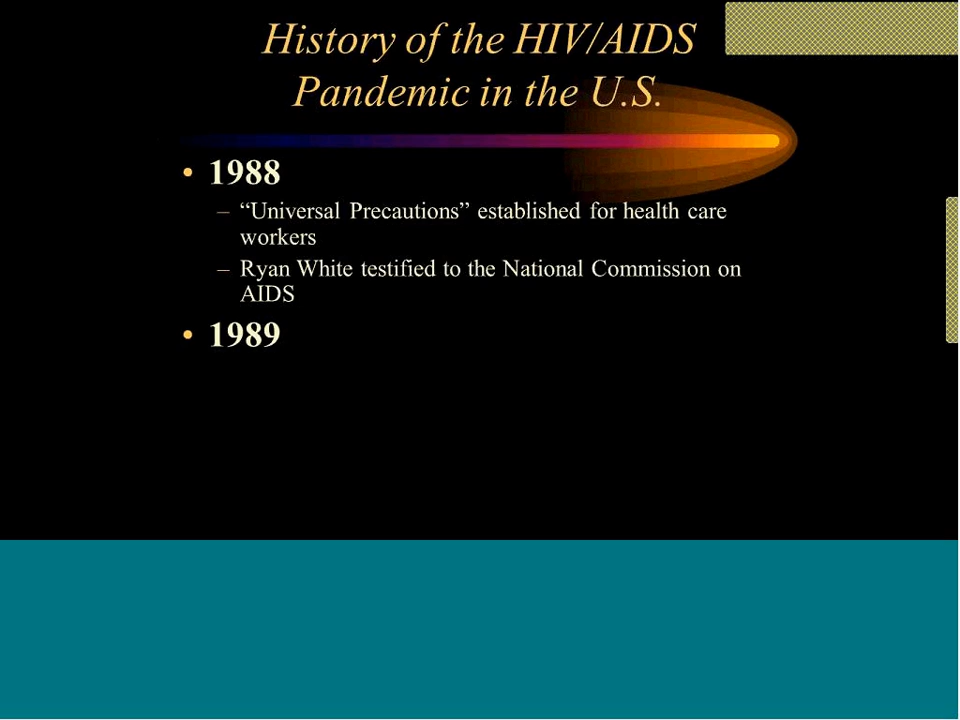 History of the HIV/AIDS
Pandemic in the U.S.
• 1988
– “Universal Precautions” established for health care
workers
– Ryan White testified to the National Commission on
AIDS
• 1989